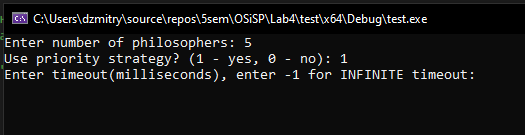 C:\Users\dzmitry\source\repos\5sem\OSiSP\Lab4\test\x64\Debug\test.exe
Enter number of philosophers: 5
Use priority strategy? (1 - yes, 0 - no): 1
Enter timeout(milliseconds), enter -1 for INFINITE timeout: